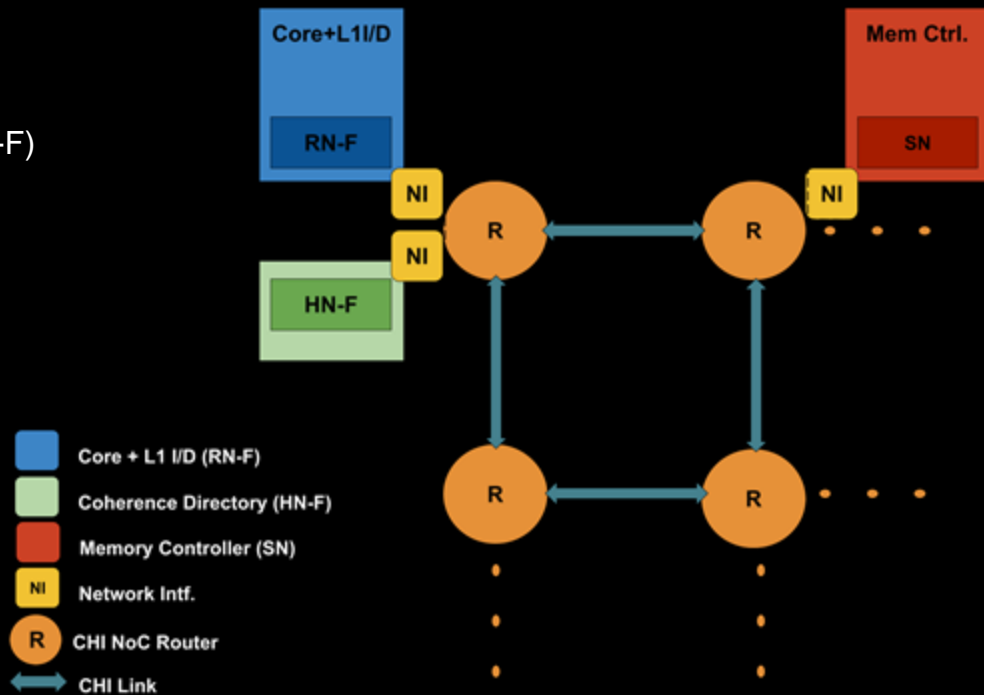 Core+L1I/D
Mem Ctrl.
-F)
RN-F
SN
NI
NI
NI
R
R
HN-F
R
R
Core + L1 I/D (RN-F)
Coherence Directory (HN-F)
Memory Controller (SN)
NI
Network Intf.
R
CHI NoC Router
CHI Link